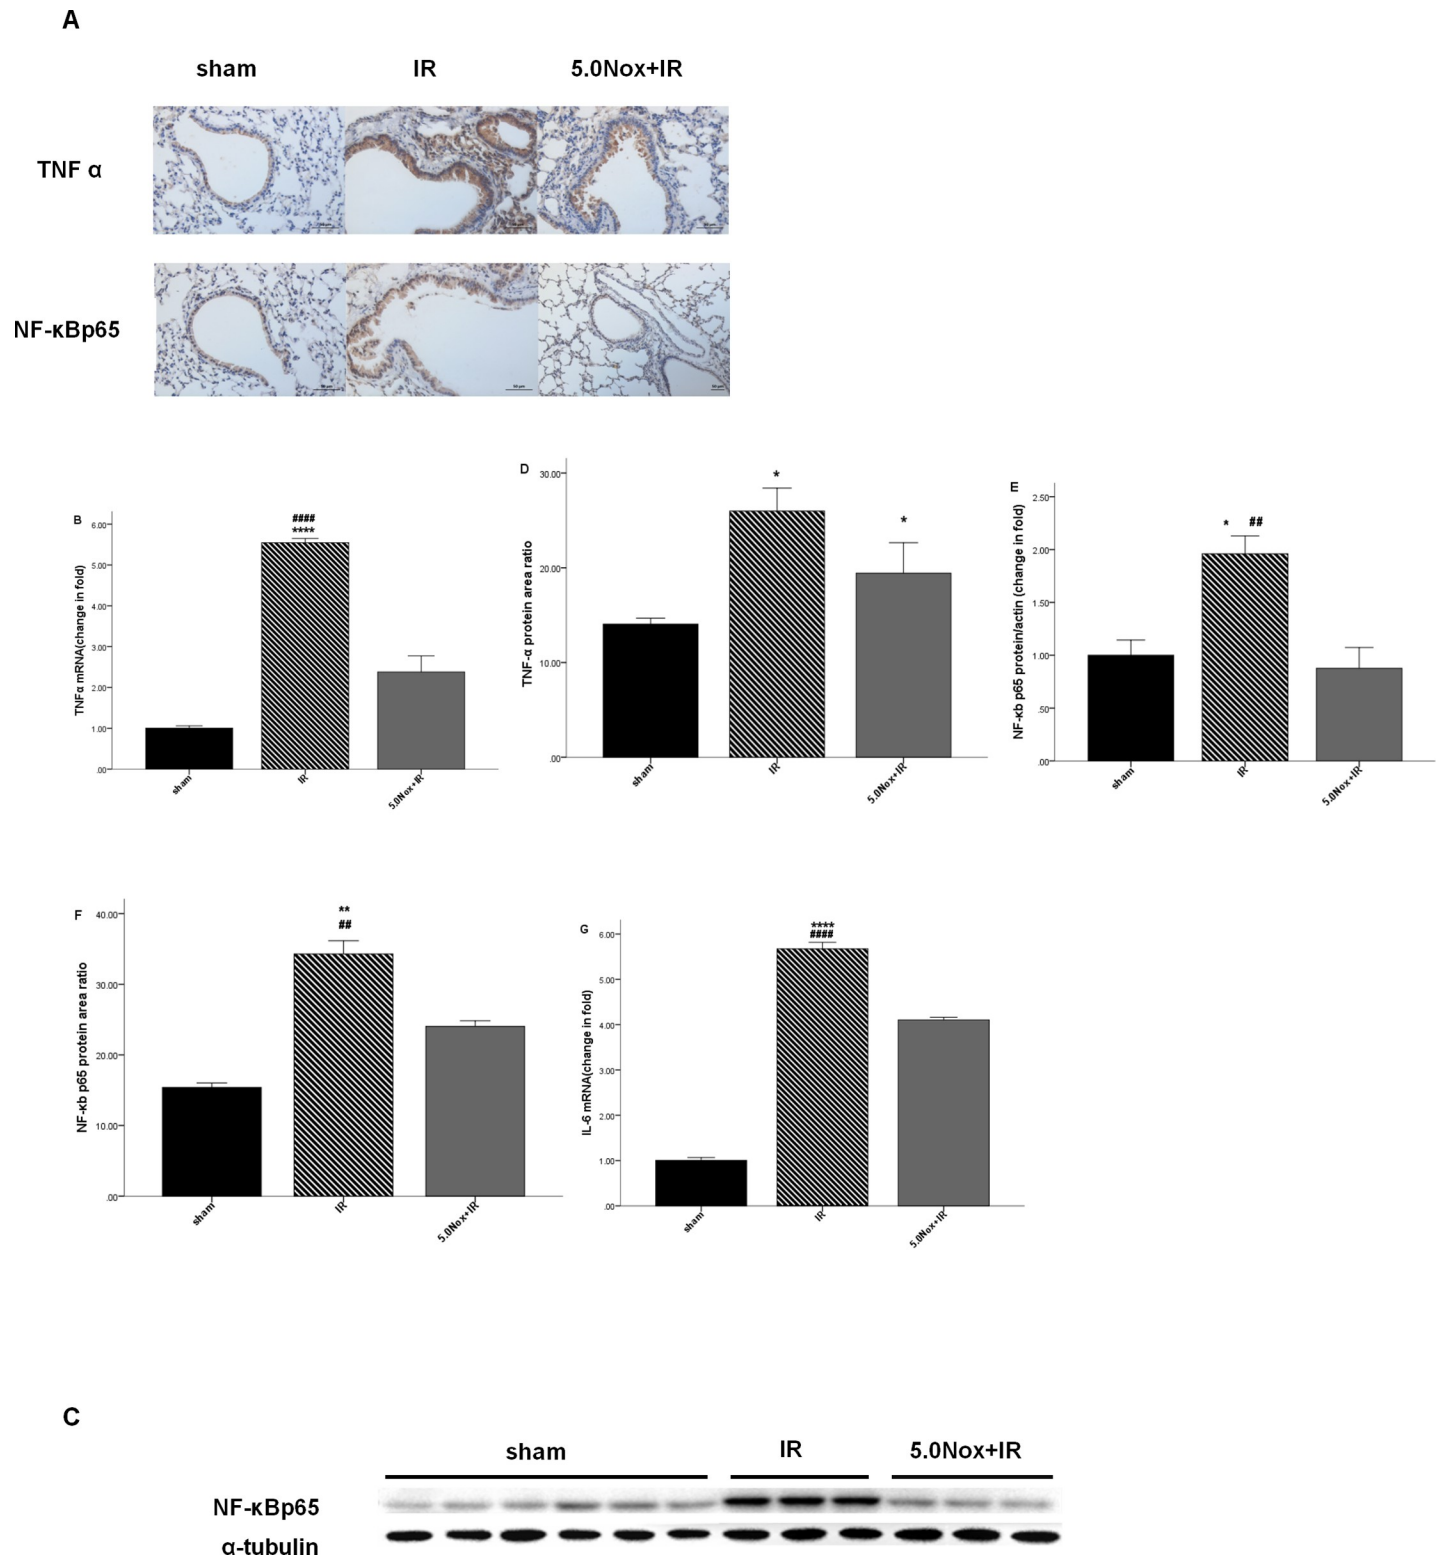 A
sham IR 5.0Nox+IR
TNF α
NF-κBp65
50 µm
B
TNFα mRNA(change in fold)
6.00
5.00
4.00
3.00
2.00
1.00
.00
####
****
sham
IR
5.0Nox+IR
D
TNF-α protein area ratio
30.00
20.00
10.00
.00
*
*
sham
IR
5.0Nox+IR
E
NF-κb p65 protein/actin (change in fold)
2.50
2.00
1.50
1.00
.50
.00
* ##
sham
IR
5.0Nox+IR
F
NF-κb p65 protein area ratio
40.00
30.00
20.00
10.00
.00
**
##
sham
IR
5.0Nox+IR
G
IL-6 mRNA(change in fold)
6.00
5.00
4.00
3.00
2.00
1.00
.00
****
####
sham
IR
5.0Nox+IR
C
sham IR 5.0Nox+IR
NF-κBp65
α-tubulin